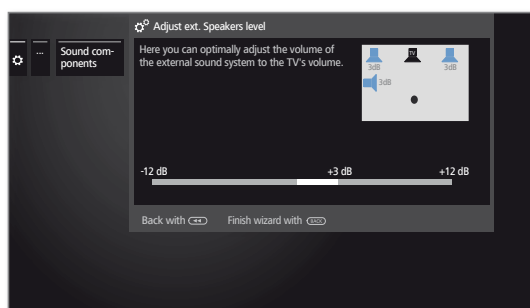 Adjust ext. Speakers level
...
Sound com-
ponents
Here you can optimally adjust the volume of
the external sound system to the TV's volume.
TV
3dB
3dB
3dB
-12 dB +3 dB +12 dB
Back with Finish wizard with BACK